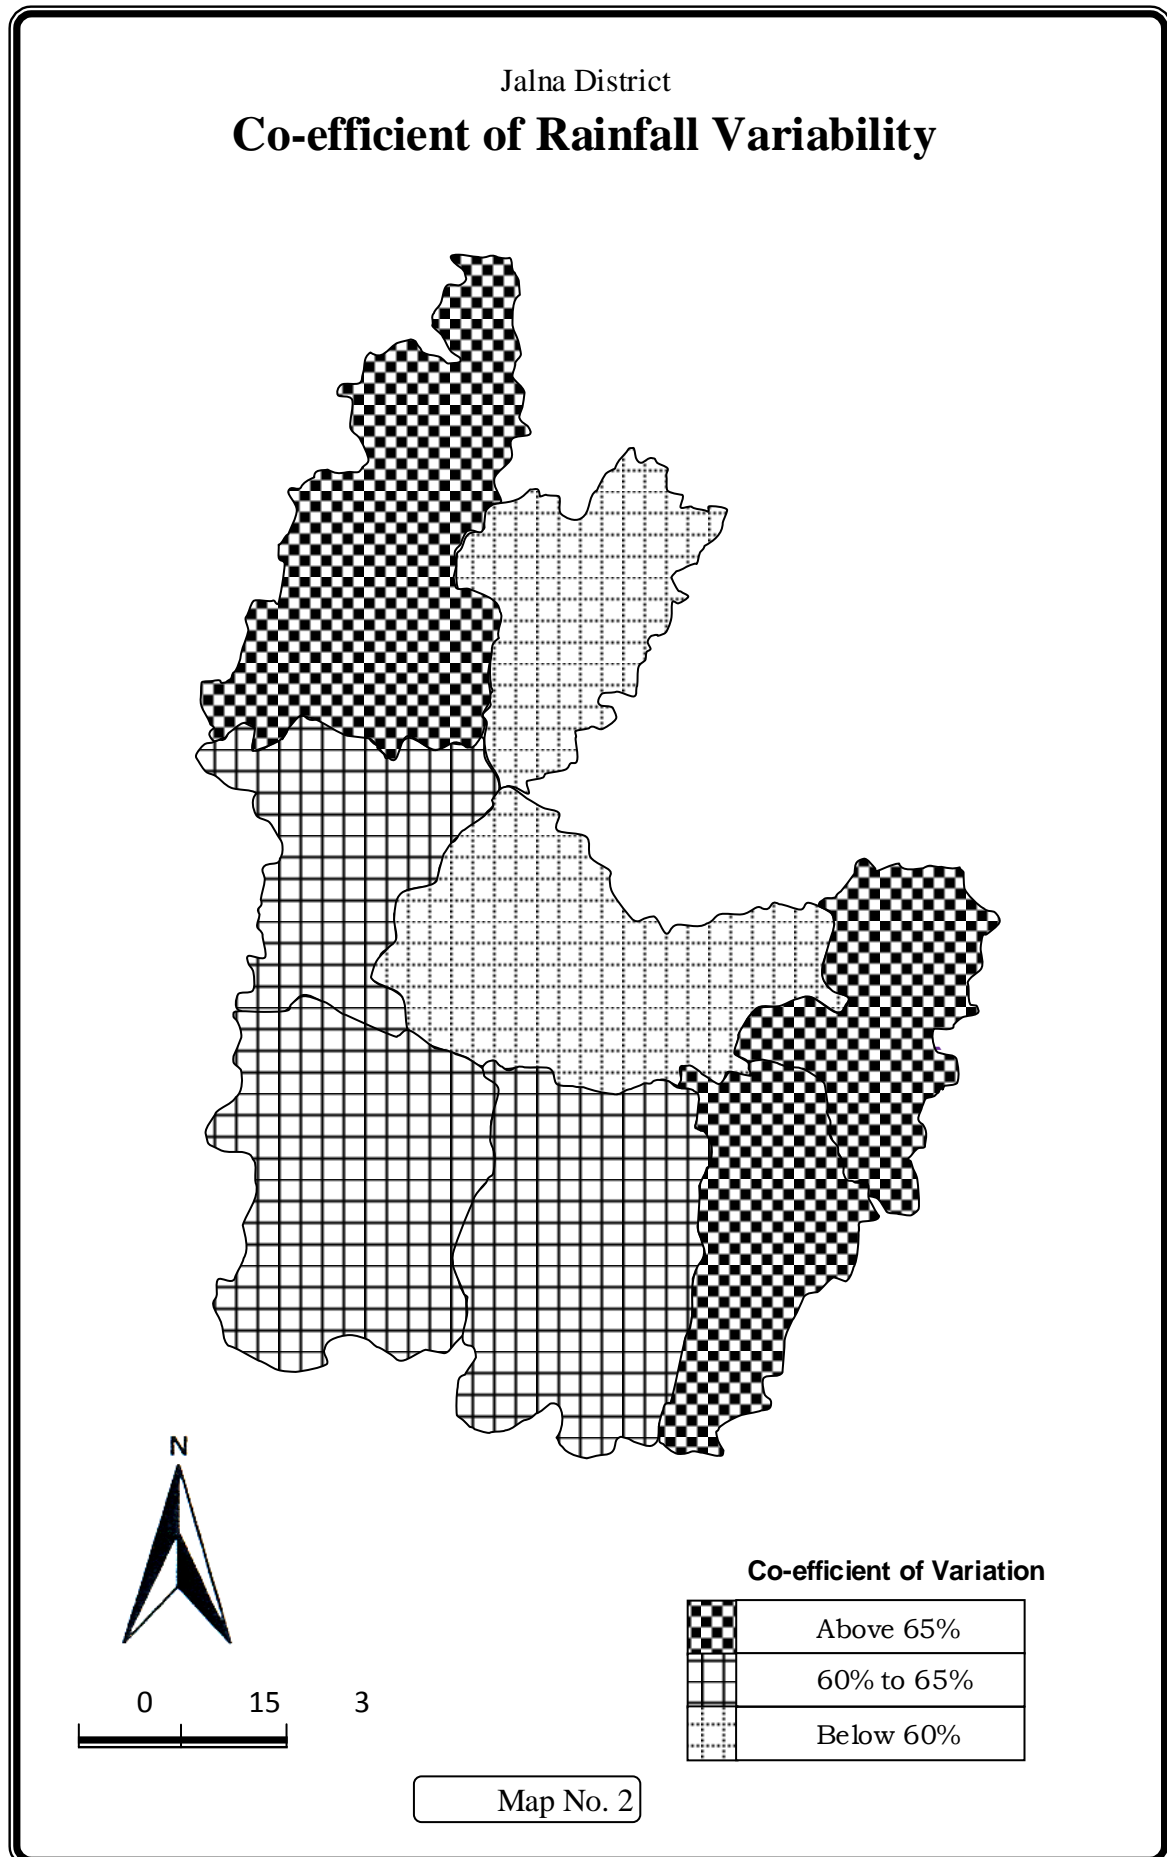 Jalna District
Co-efficient of Rainfall Variability
N
Co-efficient of Variation
Above 65%
60% to 65%
Below 60%
0 15 3
Map No. 2